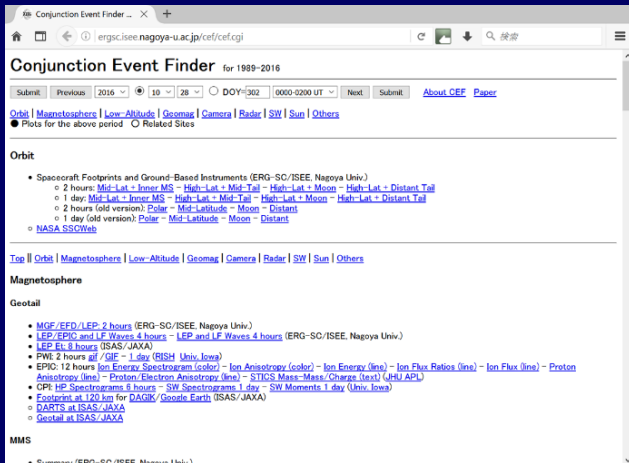 Conjunction Event Finder ...
ergsc.isee.nagoya-u.ac.jp/cef/cef.cgi
検索
Conjunction Event Finder for 1989-2016
Submit Previous 2016 10 28 DOY=302 0000-0200 UT Next Submit About CEF Paper
Orbit | Magnetosphere | Low-Altitude | Geomag | Camera | Radar | SW | Sun | Others
Plots for the above period Related Sites
Orbit
Spacecraft Footprints and Ground-Based Instruments (ERG-SC/ISEE, Nagoya Univ.)
2 hours: Mid-Lat + Inner MS - High-Lat + Mid-Tail - High-Lat + Moon - High-Lat + Distant Tail
1 day: Mid-Lat + Inner MS - High-Lat + Mid-Tail - High-Lat + Moon - High-Lat + Distant Tail
2 hours (old version): Polar - Mid-Latitude - Moon - Distant
1 day (old version): Polar - Mid-Latitude - Moon - Distant
NASA SSCWeb
Top || Orbit | Magnetosphere | Low-Altitude | Geomag | Camera | Radar | SW | Sun | Others
Magnetosphere
Geotail
MGF/EFD/LEP: 2 hours (ERG-SC/ISEE, Nagoya Univ.)
LEP/EPIC and LF Waves 4 hours - LEP and LF Waves 4 hours (ERG-SC/ISEE, Nagoya Univ.)
LEP Et: 8 hours (ISAS/JAXA)
PWI: 2 hours gif /GIF - 1 day (RISH Univ. Iowa)
EPIC: 12 hours Ion Energy Spectrogram (color) - Ion Anisotropy (color) - Ion Energy (line) - Ion Flux Ratios (line) - Ion Flux (line) - Proton
Anisotropy (line) - Proton/Electron Anisotropy (line) - STICS Mass-Mass/Charge (text) (JHU APL)
CPI: HP Spectrograms 6 hours - SW Spectrograms 1 day - SW Moments 1 day (Univ. Iowa)
Footprint at 120 km for DAGIK/Google Earth (ISAS/JAXA)
DARTS at ISAS/JAXA
Geotail at ISAS/JAXA
MMS
Summary (ERG-SC/ISEE, Nagoya Univ.)